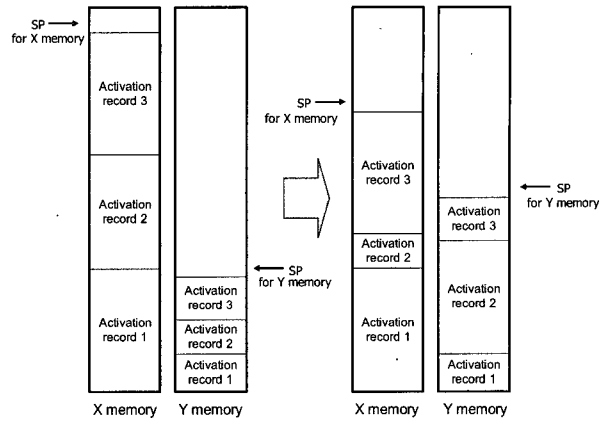 SP
for X memory
Activation
record 3
Activation
record 2
Activation
record 1
X memory
SP
for Y memory
Activation
record 3
Activation
record 2
Activation
record 1
Y memory
SP
for X memory
Activation
record 3
Activation
record 2
Activation
record 1
X memory
SP
for Y memory
Activation
record 3
Activation
record 2
Activation
record 1
Y memory